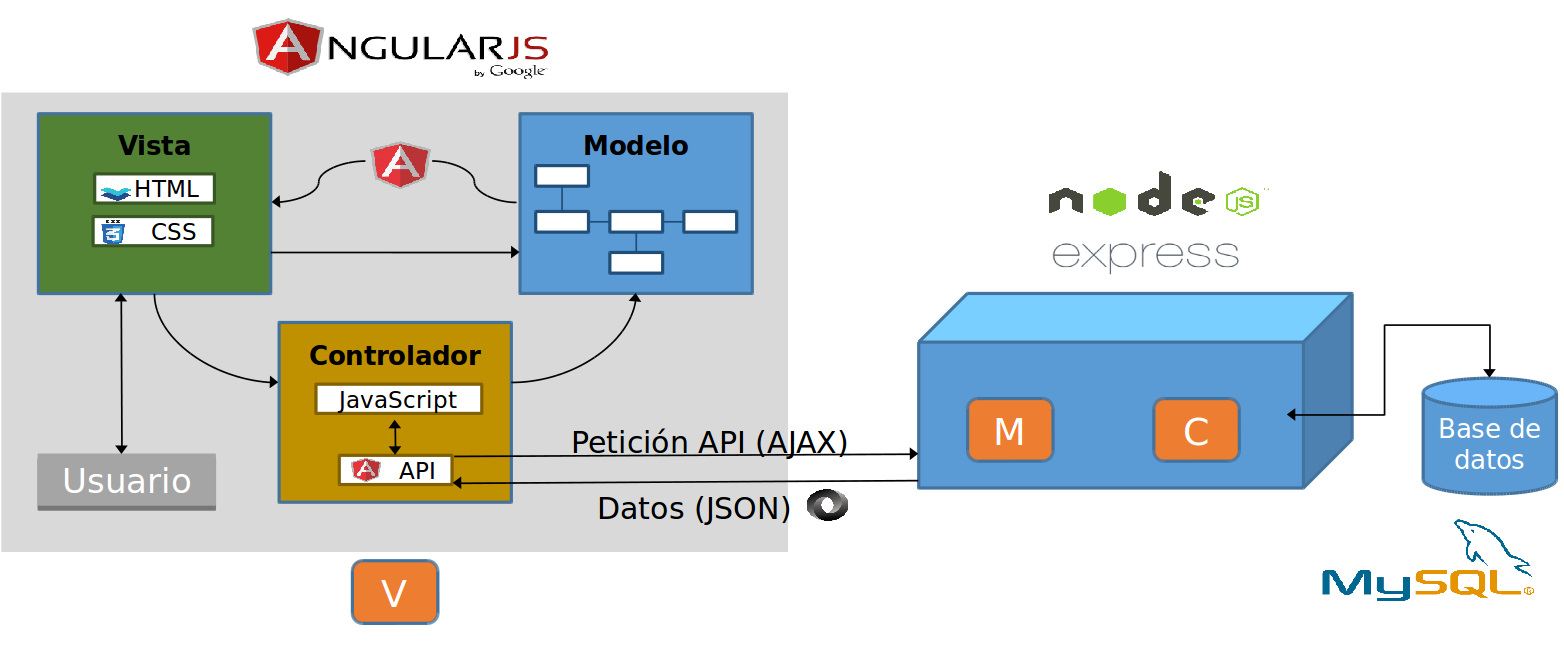 ANGULARJS
by Google
Vista
HTML
CSS
A
Modelo
Controlador
JavaScript
API
Usuario
Petición API (AJAX)
Datos (JSON)
V
node JS
express
M
C
Base de
datos
MySQL